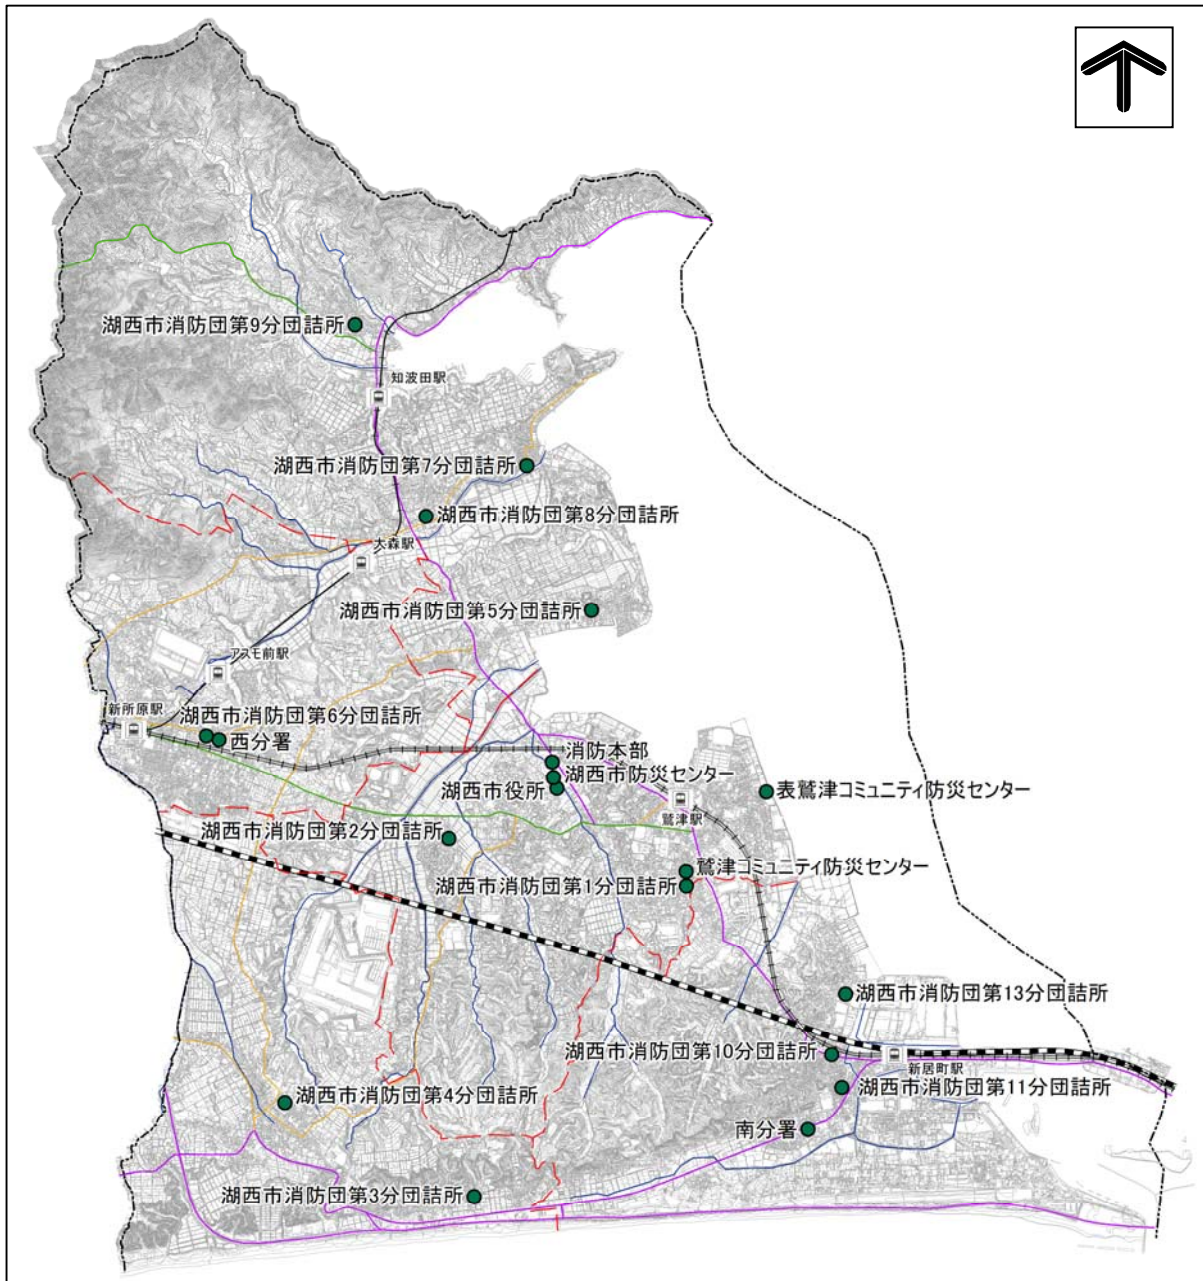 湖西市消防団第9分団詰所
知波田駅
湖西市消防団第7分団詰所
湖西市消防団第8分団詰所
大森駅
湖西市消防団第5分団詰所
アスモ前駅
新所原駅
湖西市消防団第6分団詰所
西分署
消防本部
湖西市防災センター
湖西市役所
表鷲津コミュニティ防災センター
鷲津駅
湖西市消防団第2分団詰所
鷲津コミュニティ防災センター
湖西市消防団第1分団詰所
湖西市消防団第13分団詰所
湖西市消防団第10分団詰所
新居町駅
湖西市消防団第11分団詰所
湖西市消防団第4分団詰所
南分署
湖西市消防団第3分団詰所